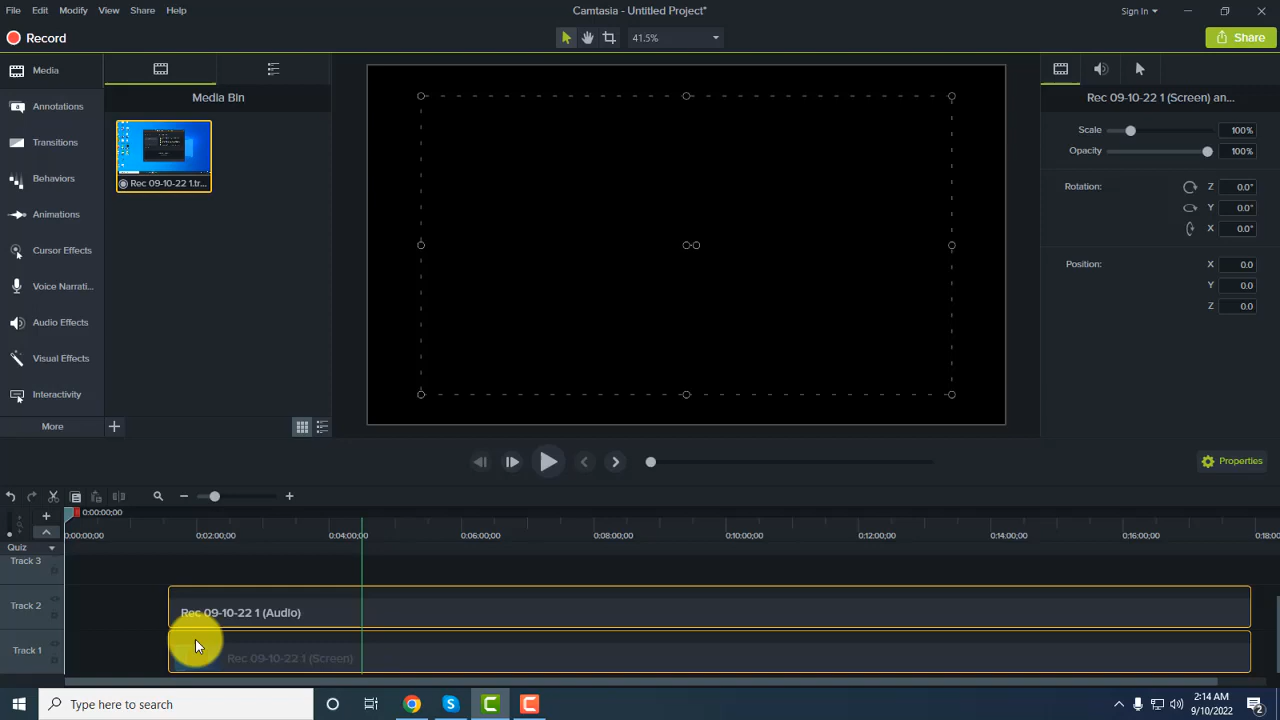 File Edit Modify View Share Help
Camtasia - Untitled Project*
Sign In
Record
41.5%
Share
Media
Annotations
Transitions
Behaviors
Animations
Cursor Effects
Voice Narrati...
Audio Effects
Visual Effects
Interactivity
More
Media Bin
Rec 09-10-22 1.tr...
Rec 09-10-22 1 (Screen) an...
Scale 100%
Opacity 100%
Rotation: Z 0.0°
Y 0.0°
X 0.0°
Position: X 0.0
Y 0.0
Z 0.0
Properties
0:00:00;00
0:00:00;00 0:02:00;00 0:04:00;00 0:06:00;00 0:08:00;00 0:10:00;00 0:12:00;00 0:14:00;00 0:16:00;00 0:18:00
Quiz
Track 3
Track 2
Rec 09-10-22 1 (Audio)
Track 1
Rec 09-10-22 1 (Screen)
Type here to search
2:14 AM
9/10/2022
2